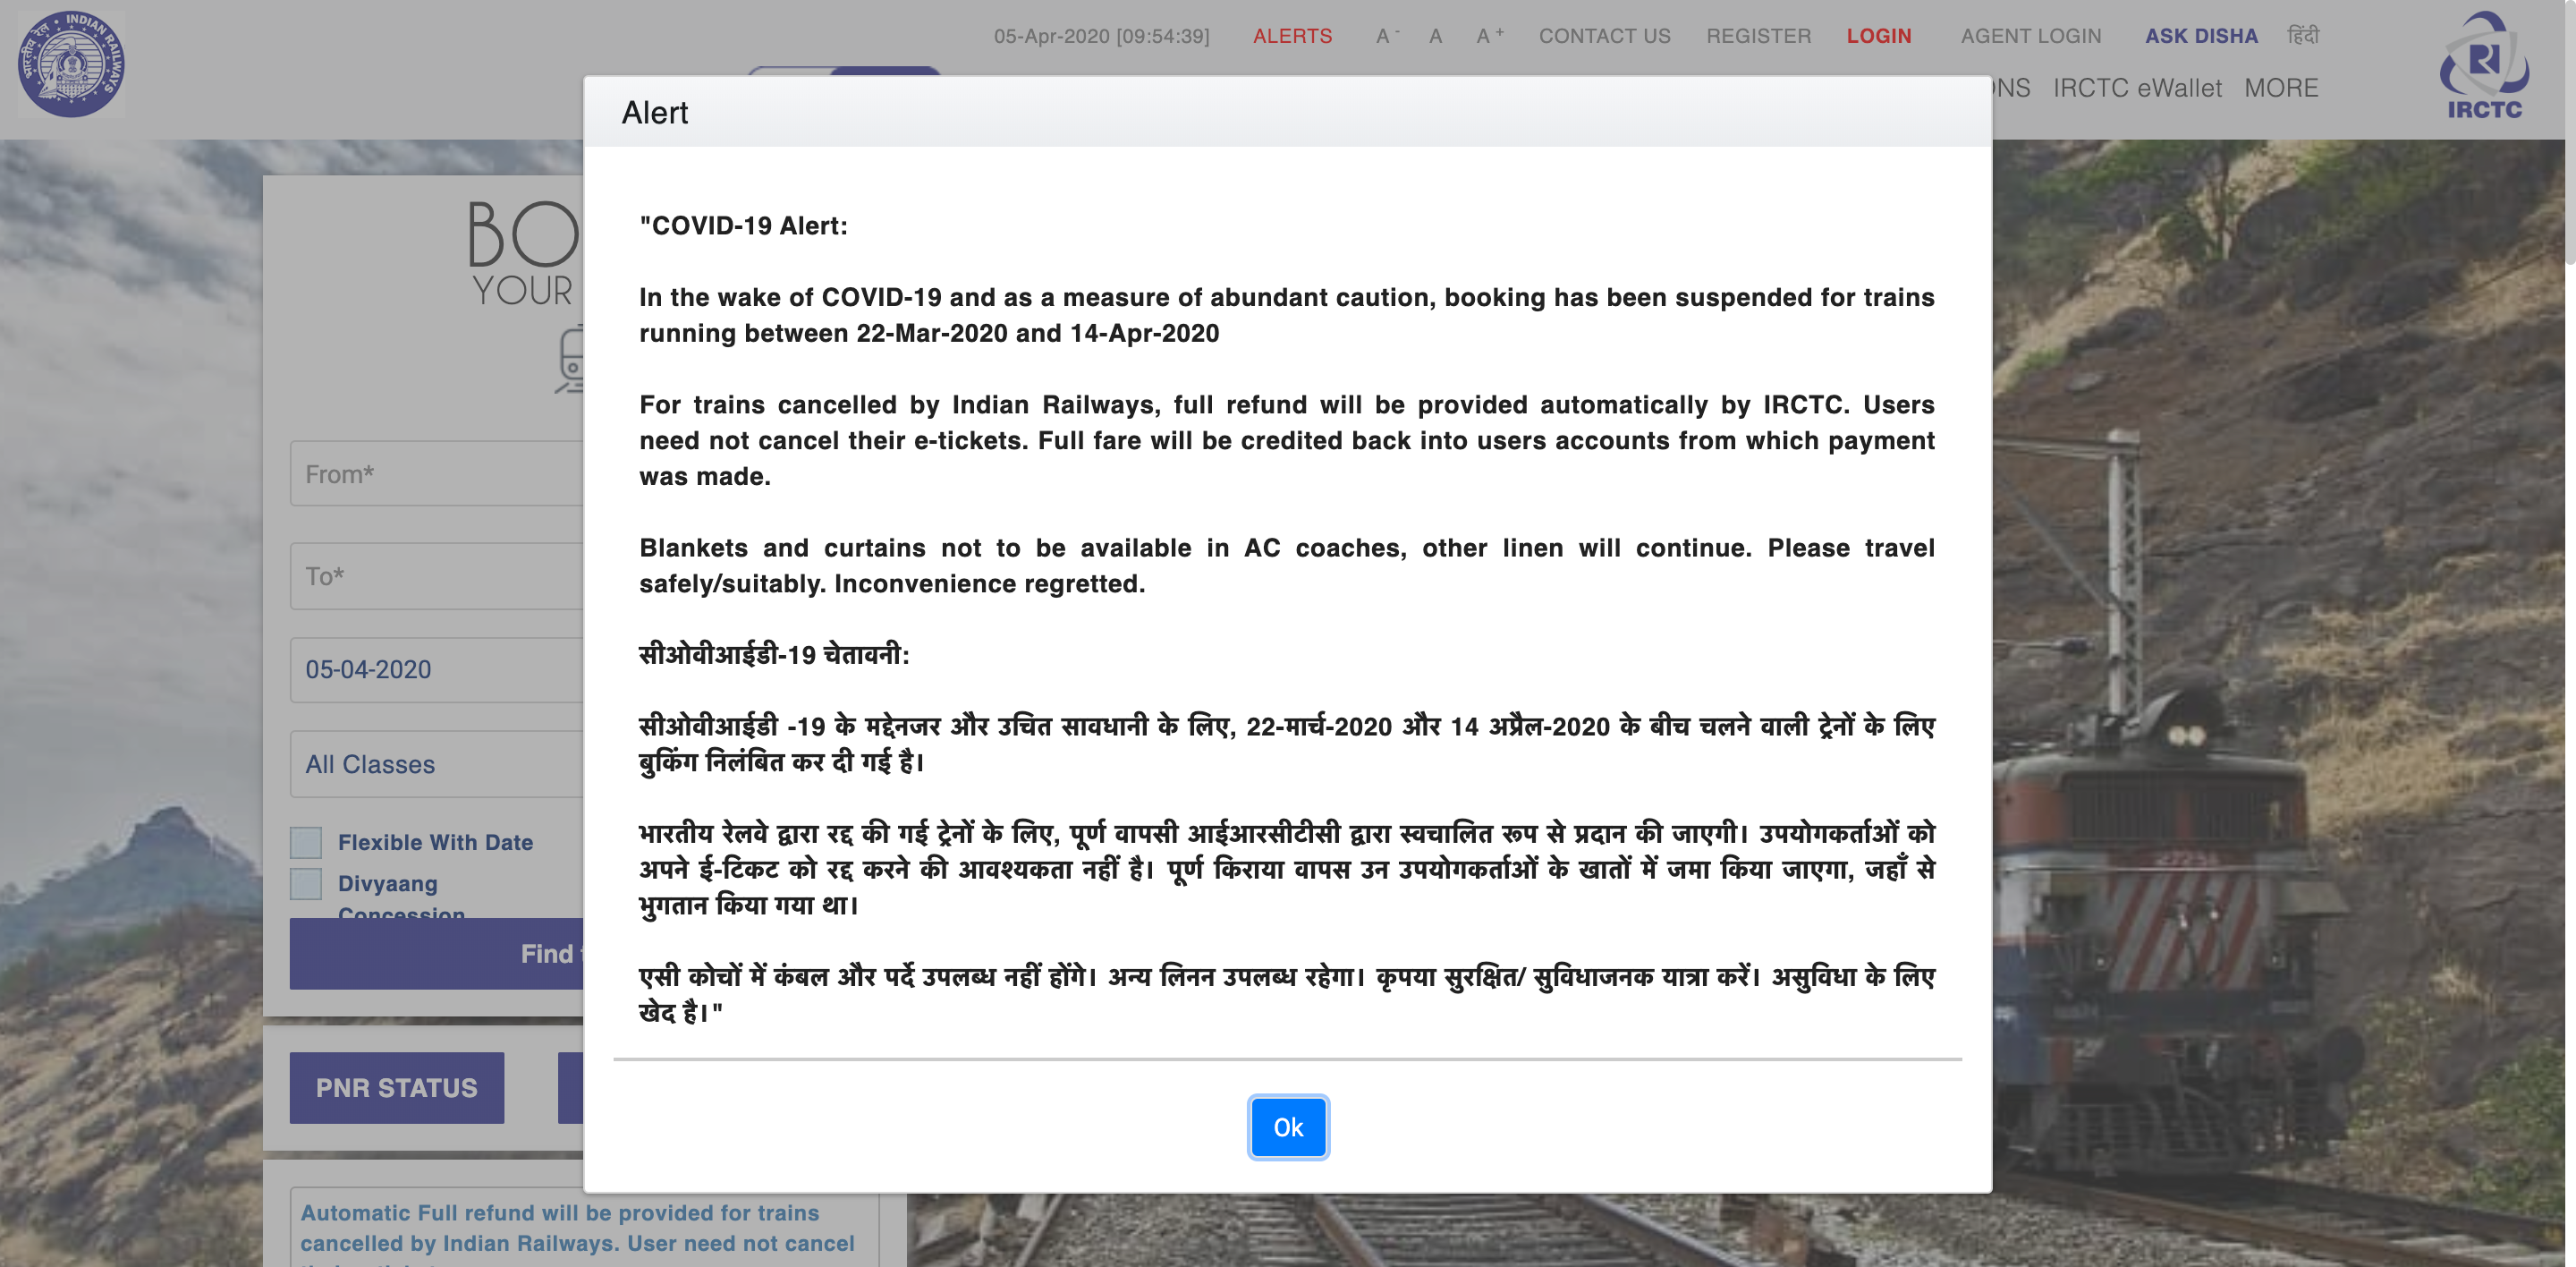 INDIAN RAILWAYS
भारतीय रेल
05-Apr-2020 [09:54:39] ALERTS A - A A + CONTACT US REGISTER LOGIN AGENT LOGIN ASK DISHA हिंदी
IRCTC eWallet MORE
IRCTC
Alert
"COVID-19 Alert:
In the wake of COVID-19 and as a measure of abundant caution, booking has been suspended for trains
running between 22-Mar-2020 and 14-Apr-2020
For trains cancelled by Indian Railways, full refund will be provided automatically by IRCTC. Users
need not cancel their e-tickets. Full fare will be credited back into users accounts from which payment
was made.
Blankets and curtains not to be available in AC coaches, other linen will continue. Please travel
safely/suitably. Inconvenience regretted.
सीओवीआईडी-19 चेतावनी:
सीओवीआईडी -19 के मद्देनजर और उचित सावधानी के लिए, 22-मार्च-2020 और 14 अप्रैल-2020 के बीच चलने वाली ट्रेनों के लिए
बुकिंग निलंबित कर दी गई है।
भारतीय रेलवे द्वारा रद्द की गई ट्रेनों के लिए, पूर्ण वापसी आईआरसीटीसी द्वारा स्वचालित रूप से प्रदान की जाएगी। उपयोगकर्ताओं को
अपने ई-टिकट को रद्द करने की आवश्यकता नहीं है। पूर्ण किराया वापस उन उपयोगकर्ताओं के खातों में जमा किया जाएगा, जहाँ से
भुगतान किया गया था।
एसी कोचों में कंबल और पर्दे उपलब्ध नहीं होंगे। अन्य लिनन उपलब्ध रहेगा। कृपया सुरक्षित/ सुविधाजनक यात्रा करें। असुविधा के लिए
खेद है।"
Ok
YOUR
From*
To*
05-04-2020
All Classes
Flexible With Date
Divyaang
Concession
Find
PNR STATUS
Automatic Full refund will be provided for trains
cancelled by Indian Railways. User need not cancel